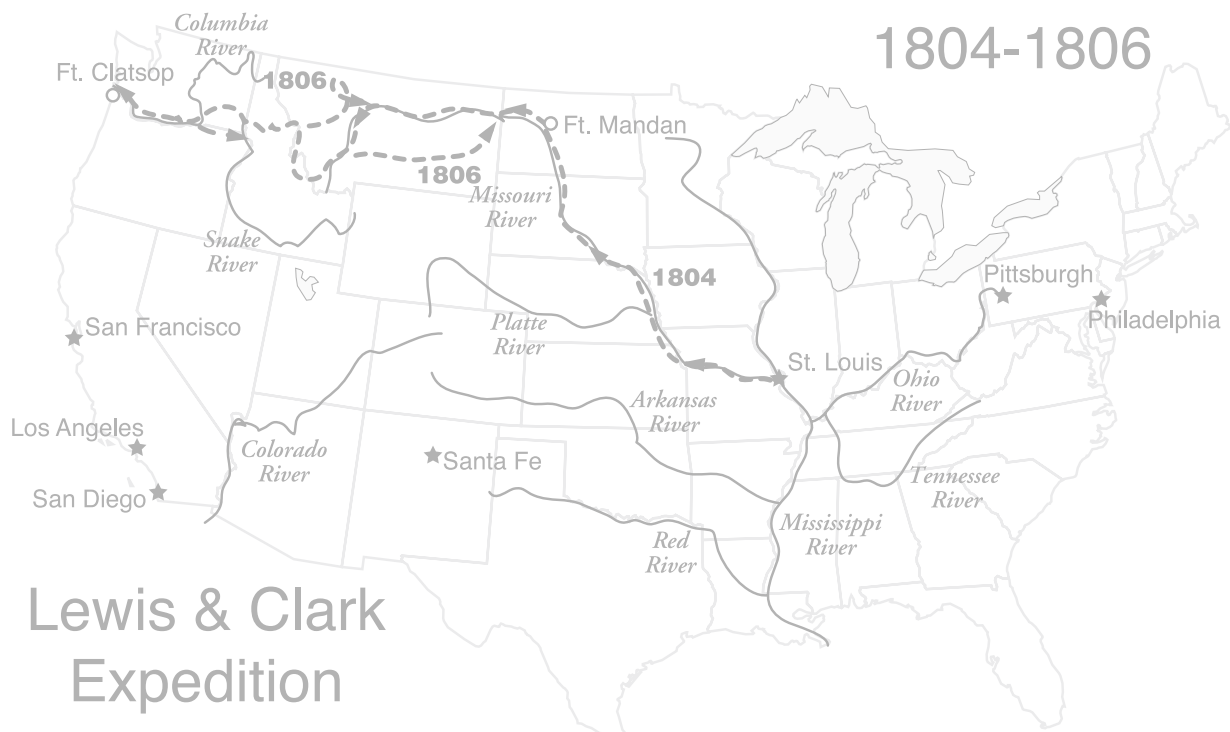 Columbia
River
1804-1806
Ft. Clatsop
1806
Ft. Mandan
1806
Missouri
River
Snake
River
1804
Pittsburgh
Philadelphia
San Francisco
Platte
River
St. Louis
Ohio
River
Arkansas
River
Los Angeles
Colorado
River
Santa Fe
San Diego
Tennessee
River
Mississippi
River
Red
River
Lewis & Clark
Expedition